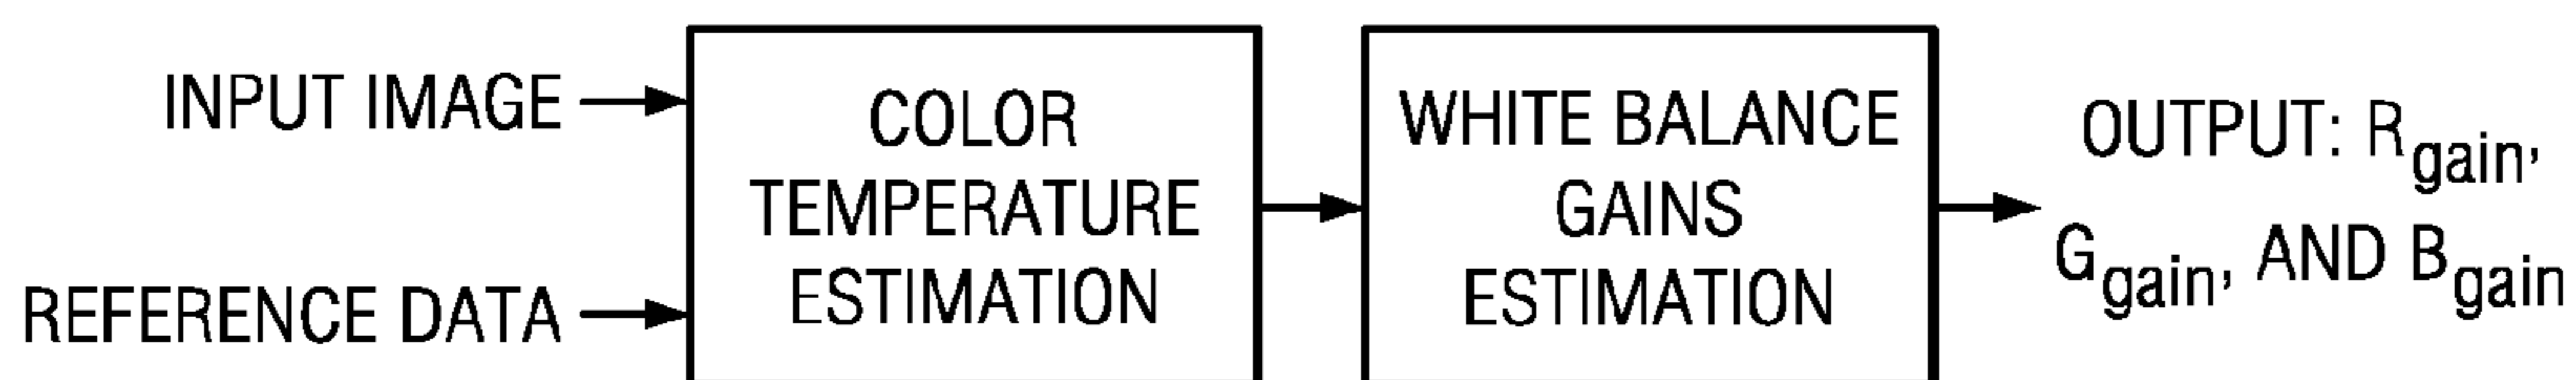 INPUT IMAGE
REFERENCE DATA
COLOR
TEMPERATURE
ESTIMATION
WHITE BALANCE
GAINS
ESTIMATION
OUTPUT: Rgain,
Ggain, AND Bgain